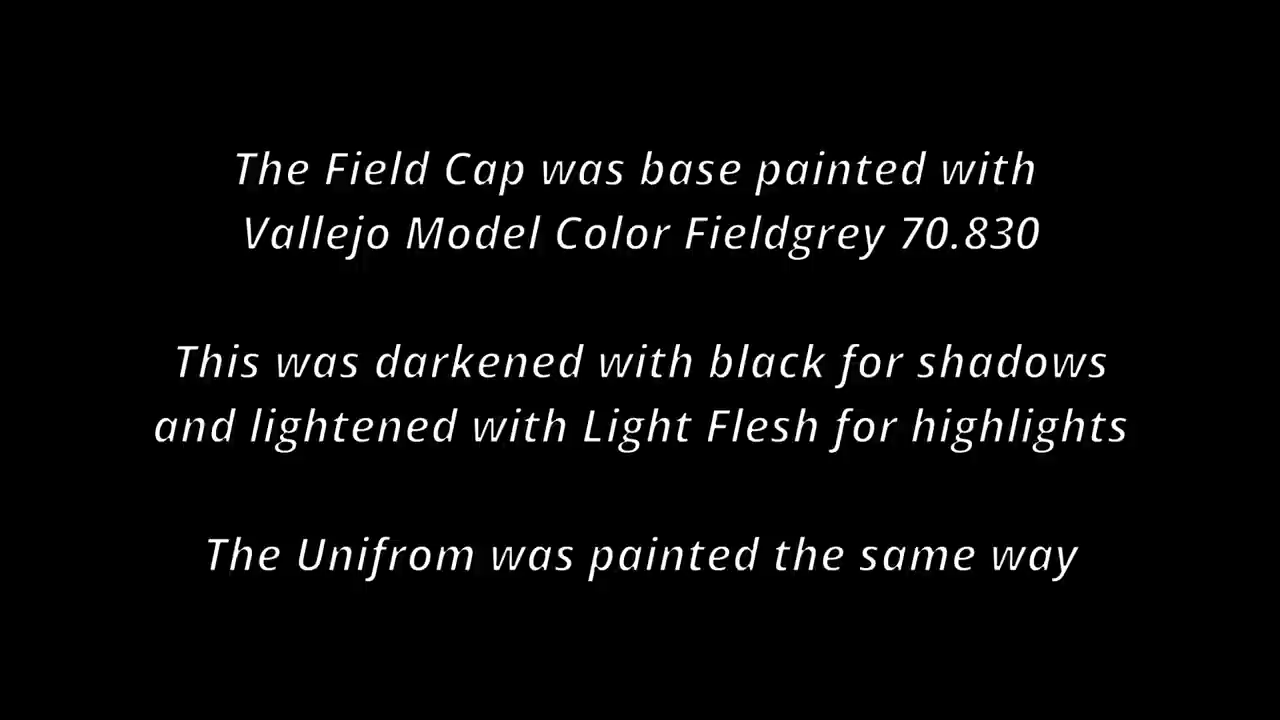 The Field Cap was base painted with
Vallejo Model Color Fieldgrey 70.830
This was darkened with black for shadows
and lightened with Light Flesh for highlights
The Unifrom was painted the same way